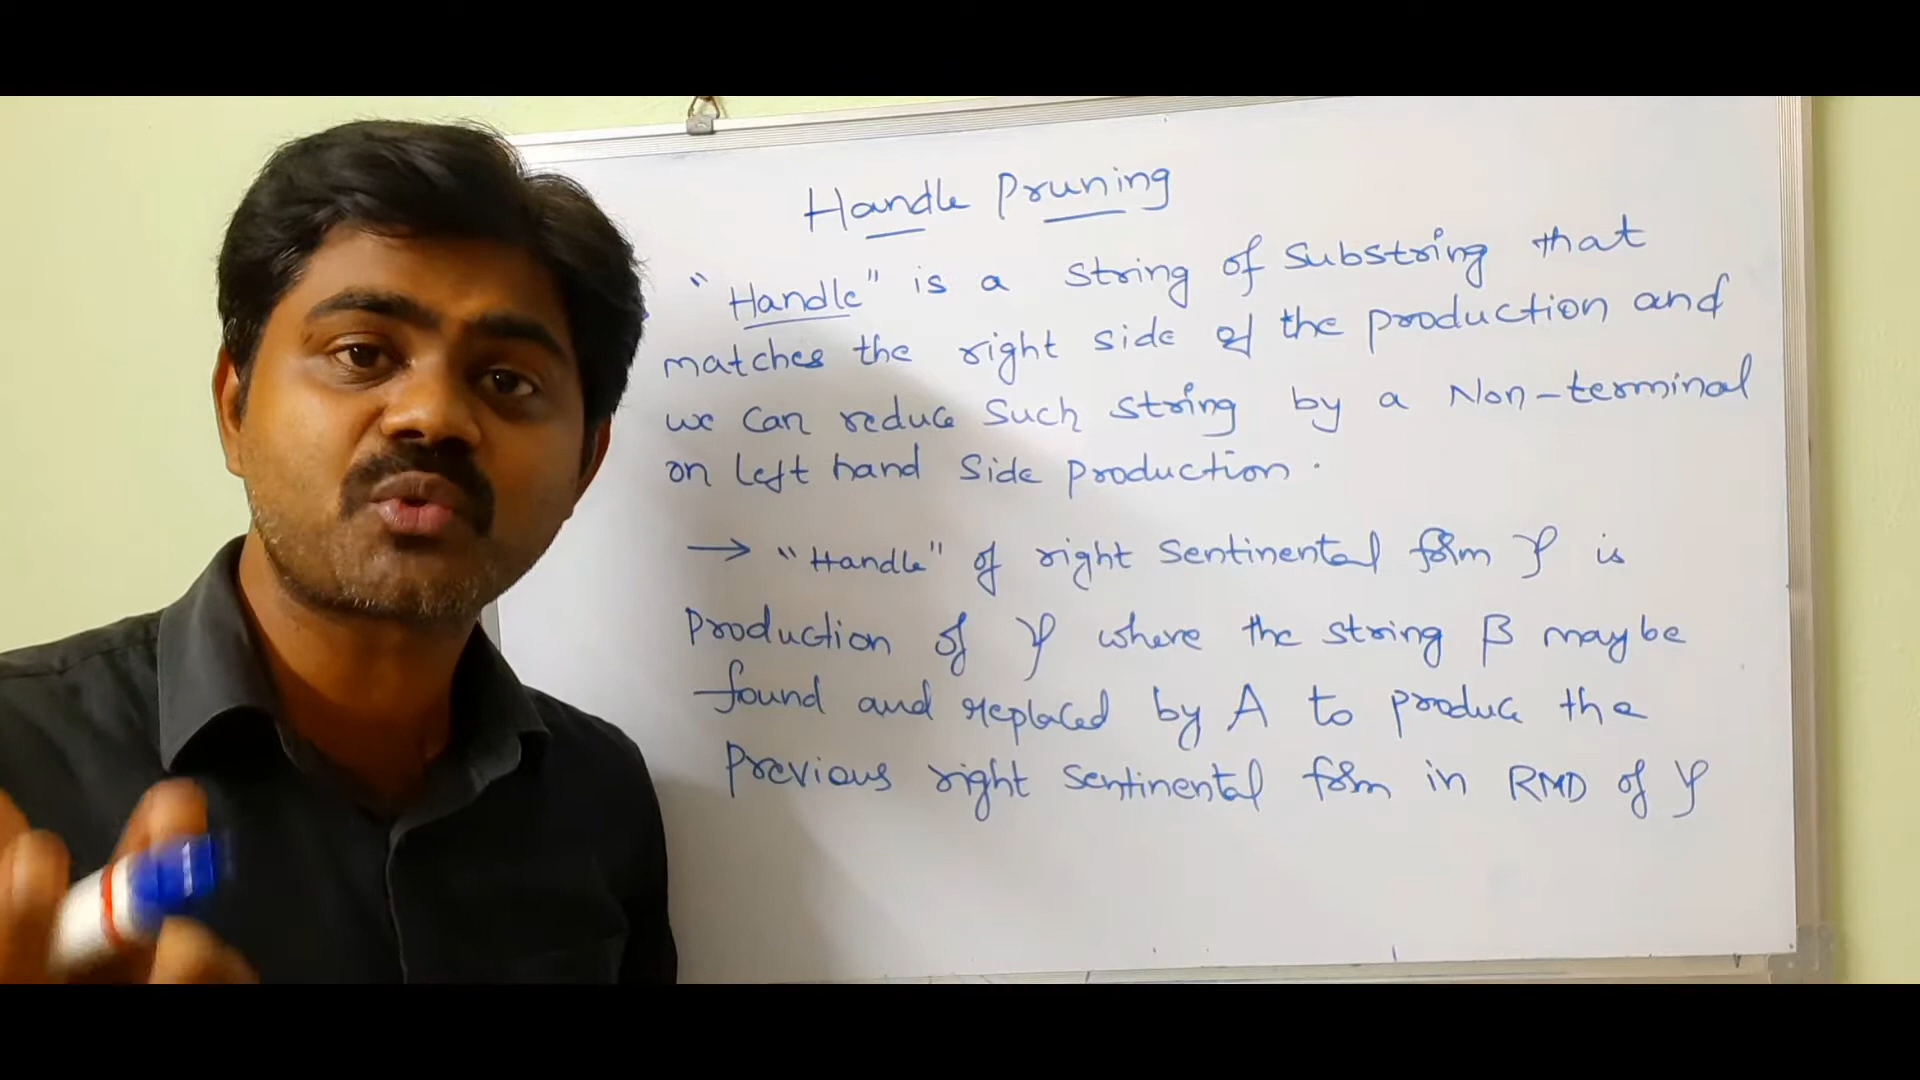 Handle Pruning
"Handle" is a string of substring that
matches the right side of the production and
we can reduce such string by a Non-terminal
on left hand side production.
→ "Handle" of right sentinental form γ is
production of γ where the string β maybe
found and replaced by A to produce the
previous right sentinental form in RMD of γ